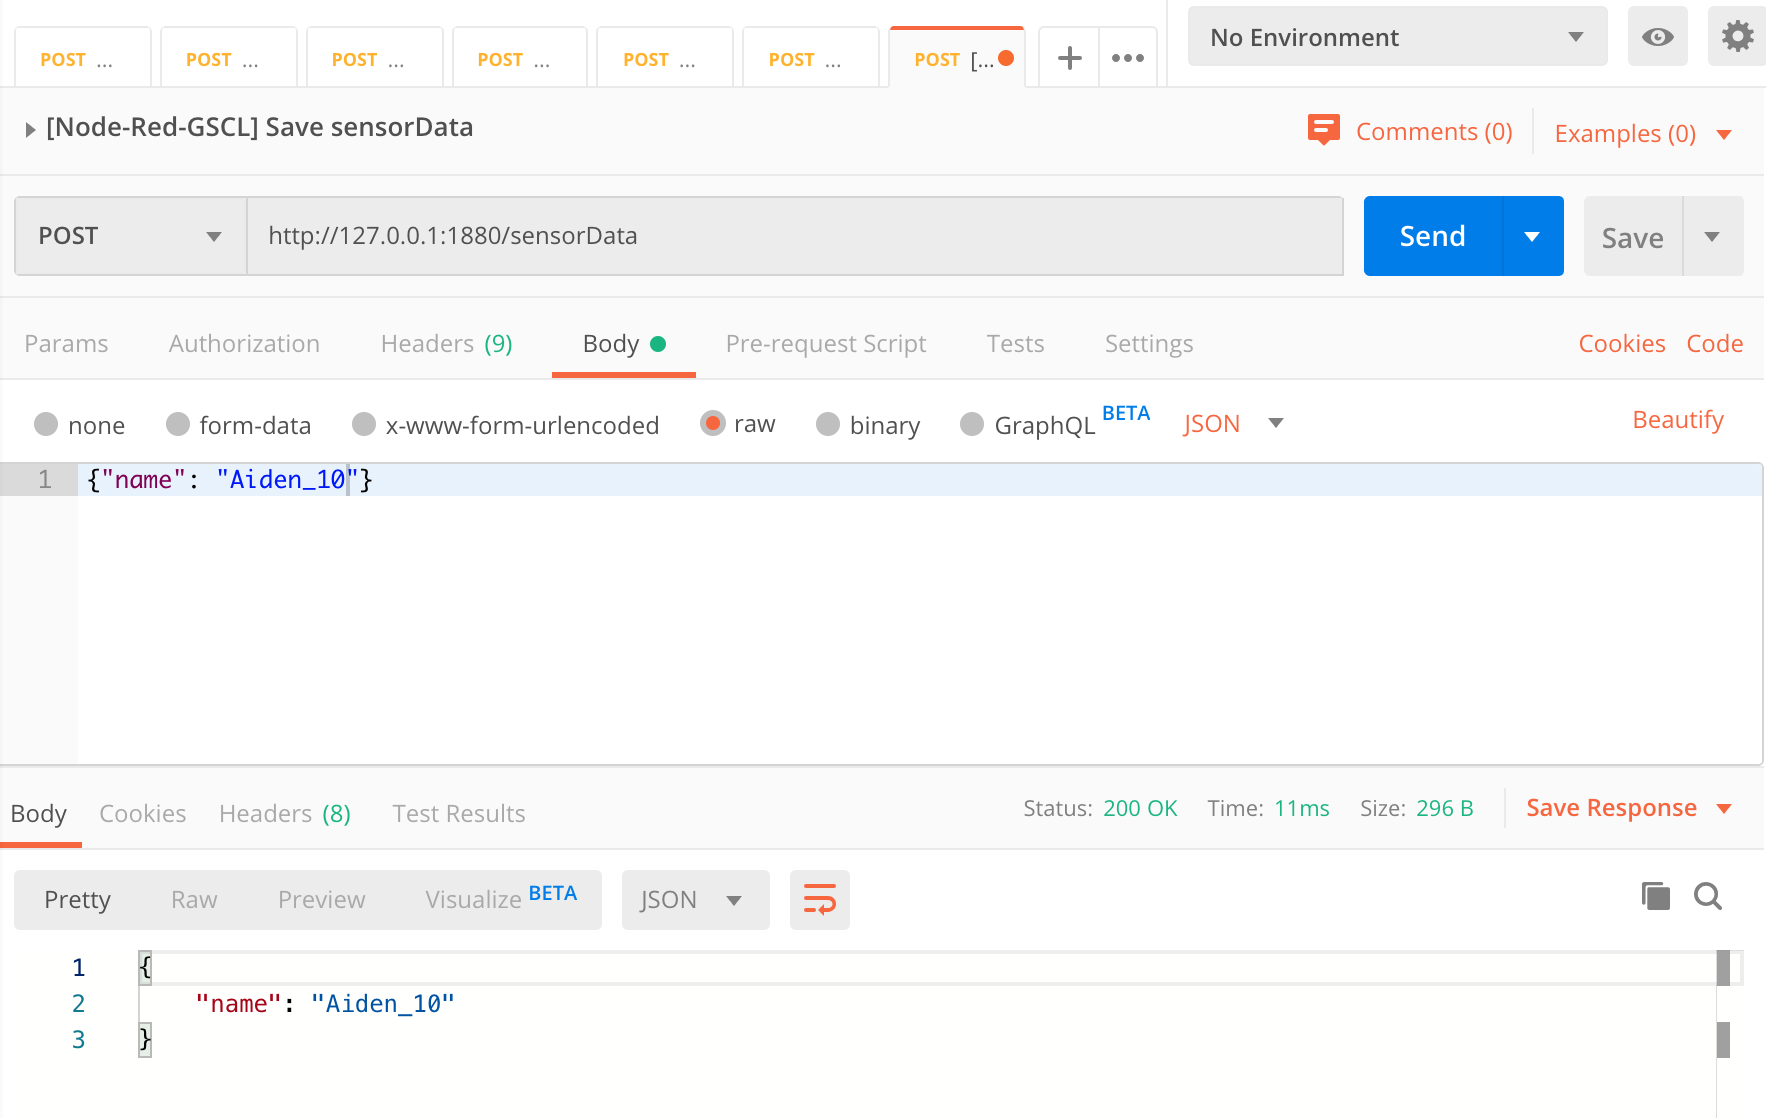 POST ... POST ... POST ... POST ... POST ... POST ... POST [... No Environment
[Node-Red-GSCL] Save sensorData Comments (0) Examples (0)
POST http://127.0.0.1:1880/sensorData Send Save
Params Authorization Headers (9) Body Pre-request Script Tests Settings Cookies Code
none form-data x-www-form-urlencoded raw binary GraphQL BETA JSON Beautify
1 {"name": "Aiden_10"}
Body Cookies Headers (8) Test Results Status: 200 OK Time: 11ms Size: 296 B Save Response
Pretty Raw Preview Visualize BETA JSON
1 {
2 "name": "Aiden_10"
3 }